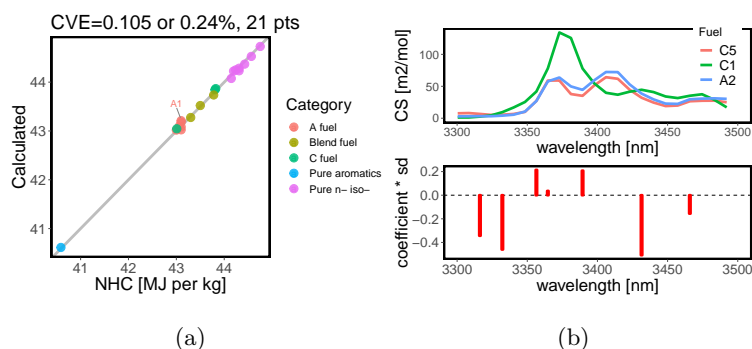 CVE=0.105 or 0.24%, 21 pts
Calculated
44
43
42
41
A1
41
42
43
44
NHC [MJ per kg]
Category
A fuel
Blend fuel
C fuel
Pure aromatics
Pure n− iso−
(a)
CS [m2/mol]
100
50
0
Fuel
C5
C1
A2
3300
3350
3400
3450
3500
wavelength [nm]
coefficient * sd
0.2
0.0
−0.2
−0.4
3300
3350
3400
3450
3500
wavelength [nm]
(b)